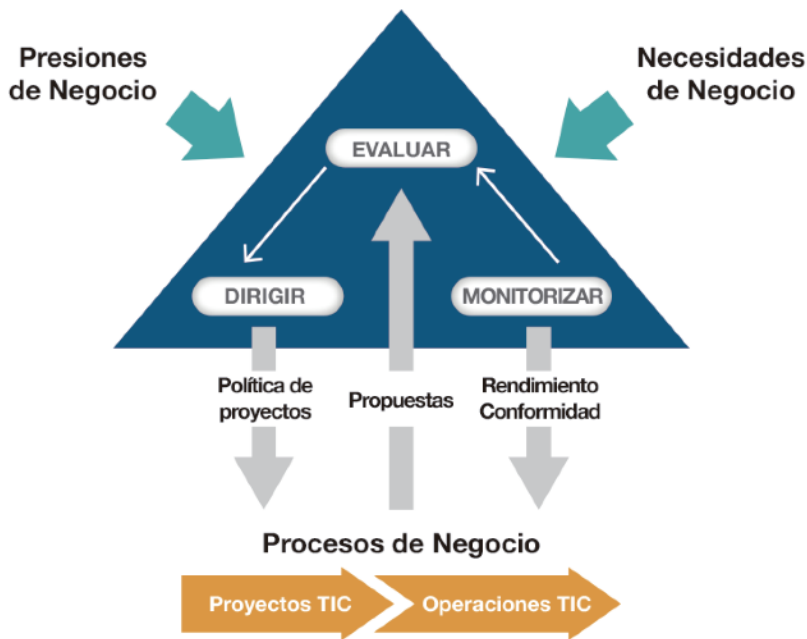 Presiones
de Negocio
Necesidades
de Negocio
EVALUAR
DIRIGIR
MONITORIZAR
Política de
proyectos
Propuestas
Rendimiento
Conformidad
Procesos de Negocio
Proyectos TIC
Operaciones TIC